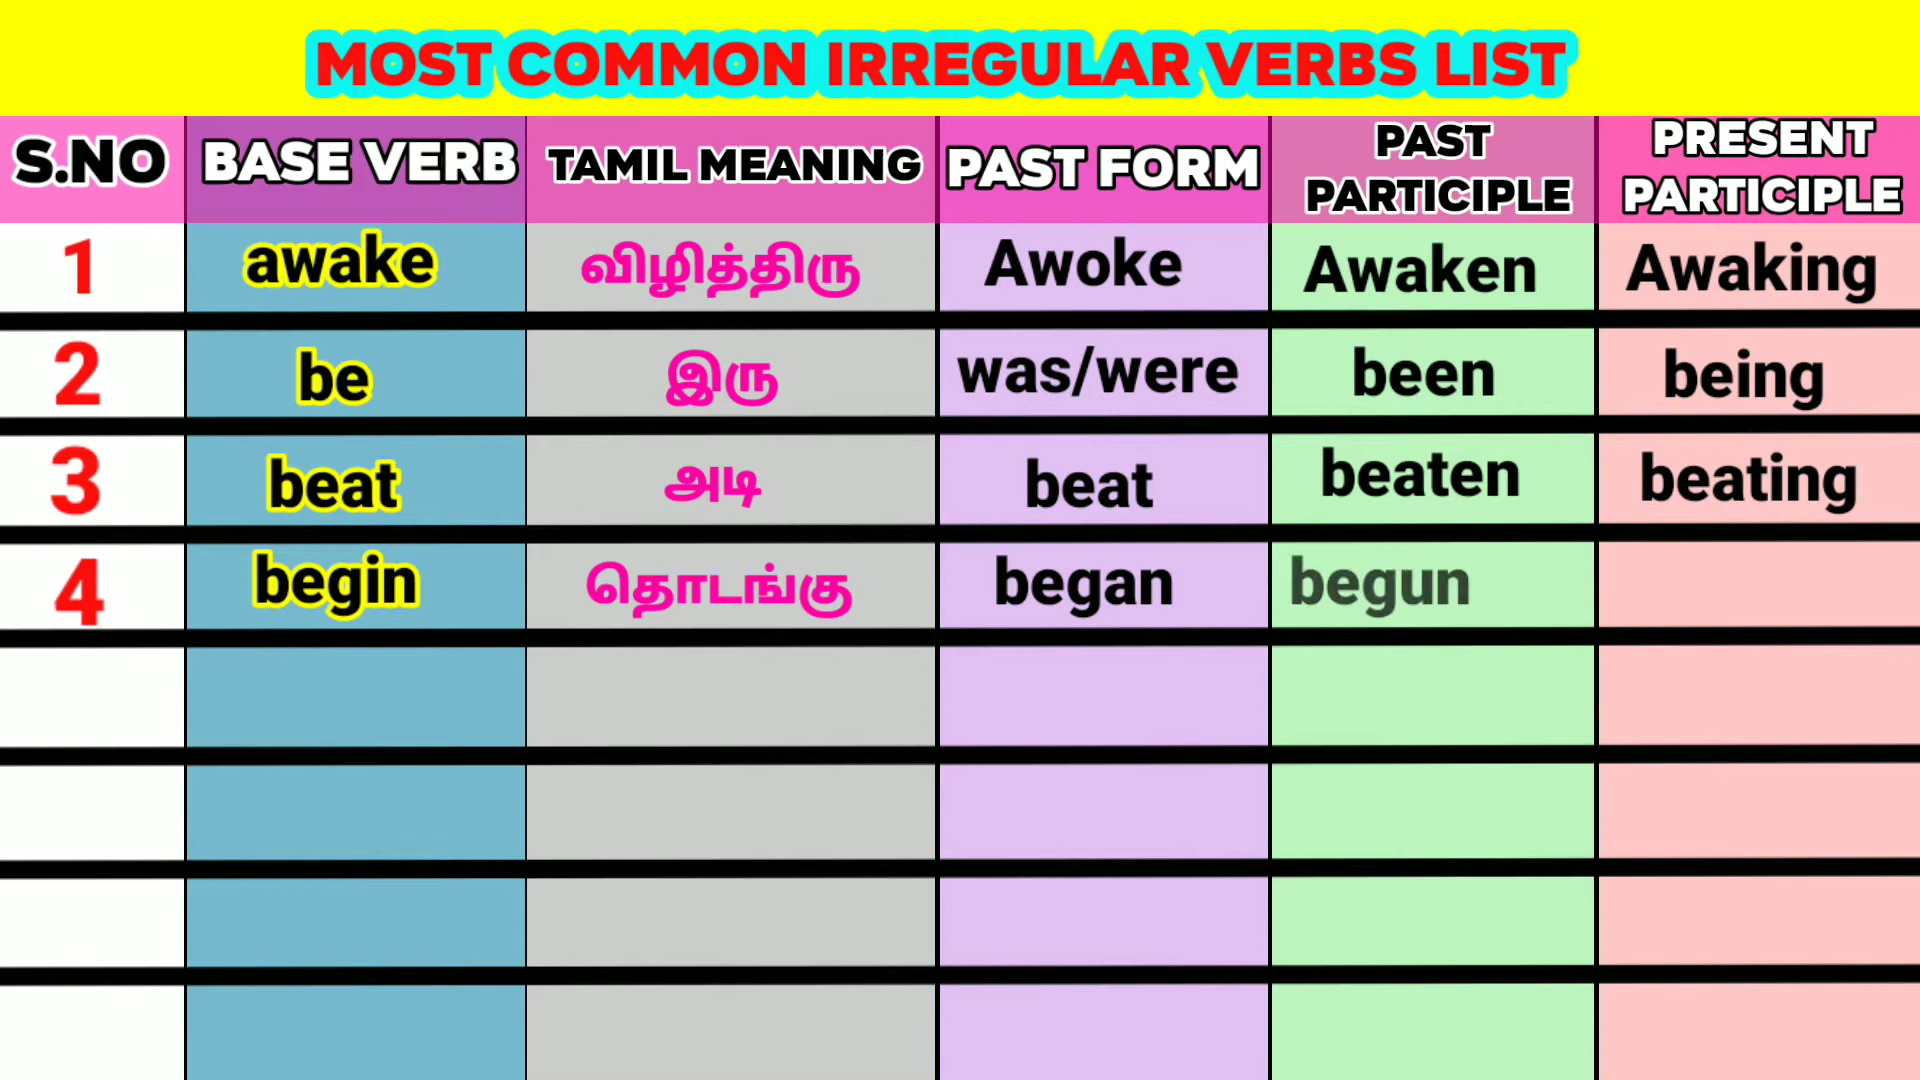 MOST COMMON IRREGULAR VERBS LIST
S.NO BASE VERB TAMIL MEANING PAST FORM PAST PARTICIPLE PRESENT PARTICIPLE
1 awake விழித்திரு Awoke Awaken Awaking
2 be இரு was/were been being
3 beat அடி beat beaten beating
4 begin தொடங்கு began begun